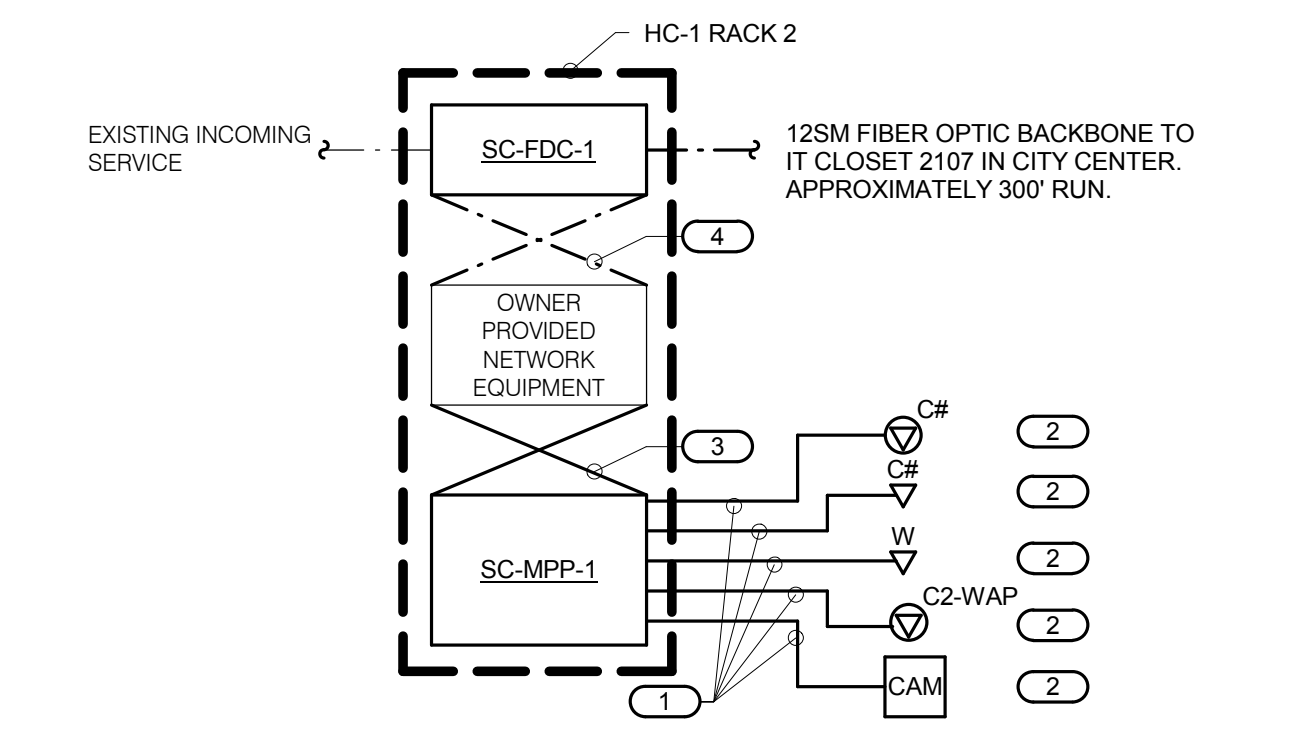 HC-1 RACK 2
EXISTING INCOMING
SERVICE
SC-FDC-1
12SM FIBER OPTIC BACKBONE TO
IT CLOSET 2107 IN CITY CENTER.
APPROXIMATELY 300' RUN.
4
OWNER
PROVIDED
NETWORK
EQUIPMENT
3
C#
2
C#
2
SC-MPP-1
W
2
C2-WAP
2
CAM
2
1